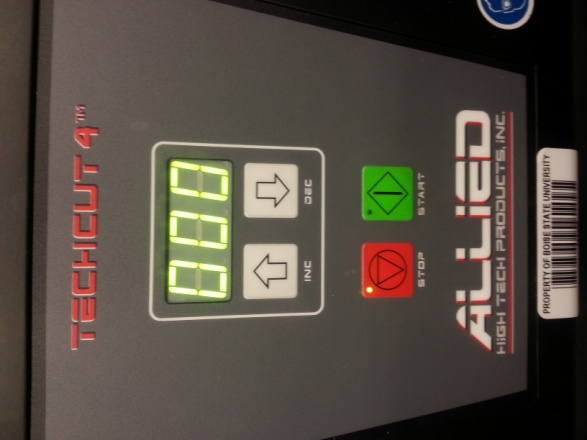 TECHCUT 4™
000
INC
DEC
STOP
START
ALLIED
HIGH TECH PRODUCTS, INC.
PROPERTY OF BOISE STATE UNIVERSITY